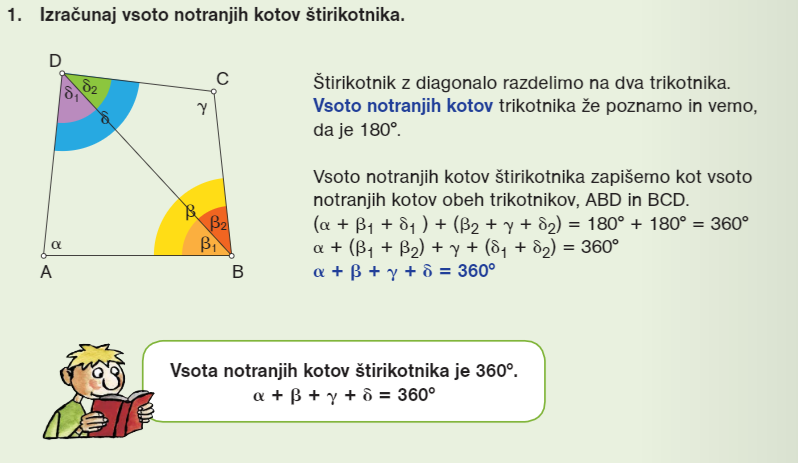 1. Izračunaj vsoto notranjih kotov štirikotnika.
D
C
δ₁
δ₂
δ
γ
Štirikotnik z diagonalo razdelimo na dva trikotnika.
Vsoto notranjih kotov trikotnika že poznamo in vemo,
da je 180°.
Vsoto notranjih kotov štirikotnika zapišemo kot vsoto
notranjih kotov obeh trikotnikov, ABD in BCD.
(α + β₁ + δ₁ ) + (β₂ + γ + δ₂) = 180° + 180° = 360°
α + (β₁ + β₂) + γ + (δ₁ + δ₂) = 360°
α + β + γ + δ = 360°
β
β₂
β₁
α
A
B
Vsota notranjih kotov štirikotnika je 360°.
α + β + γ + δ = 360°